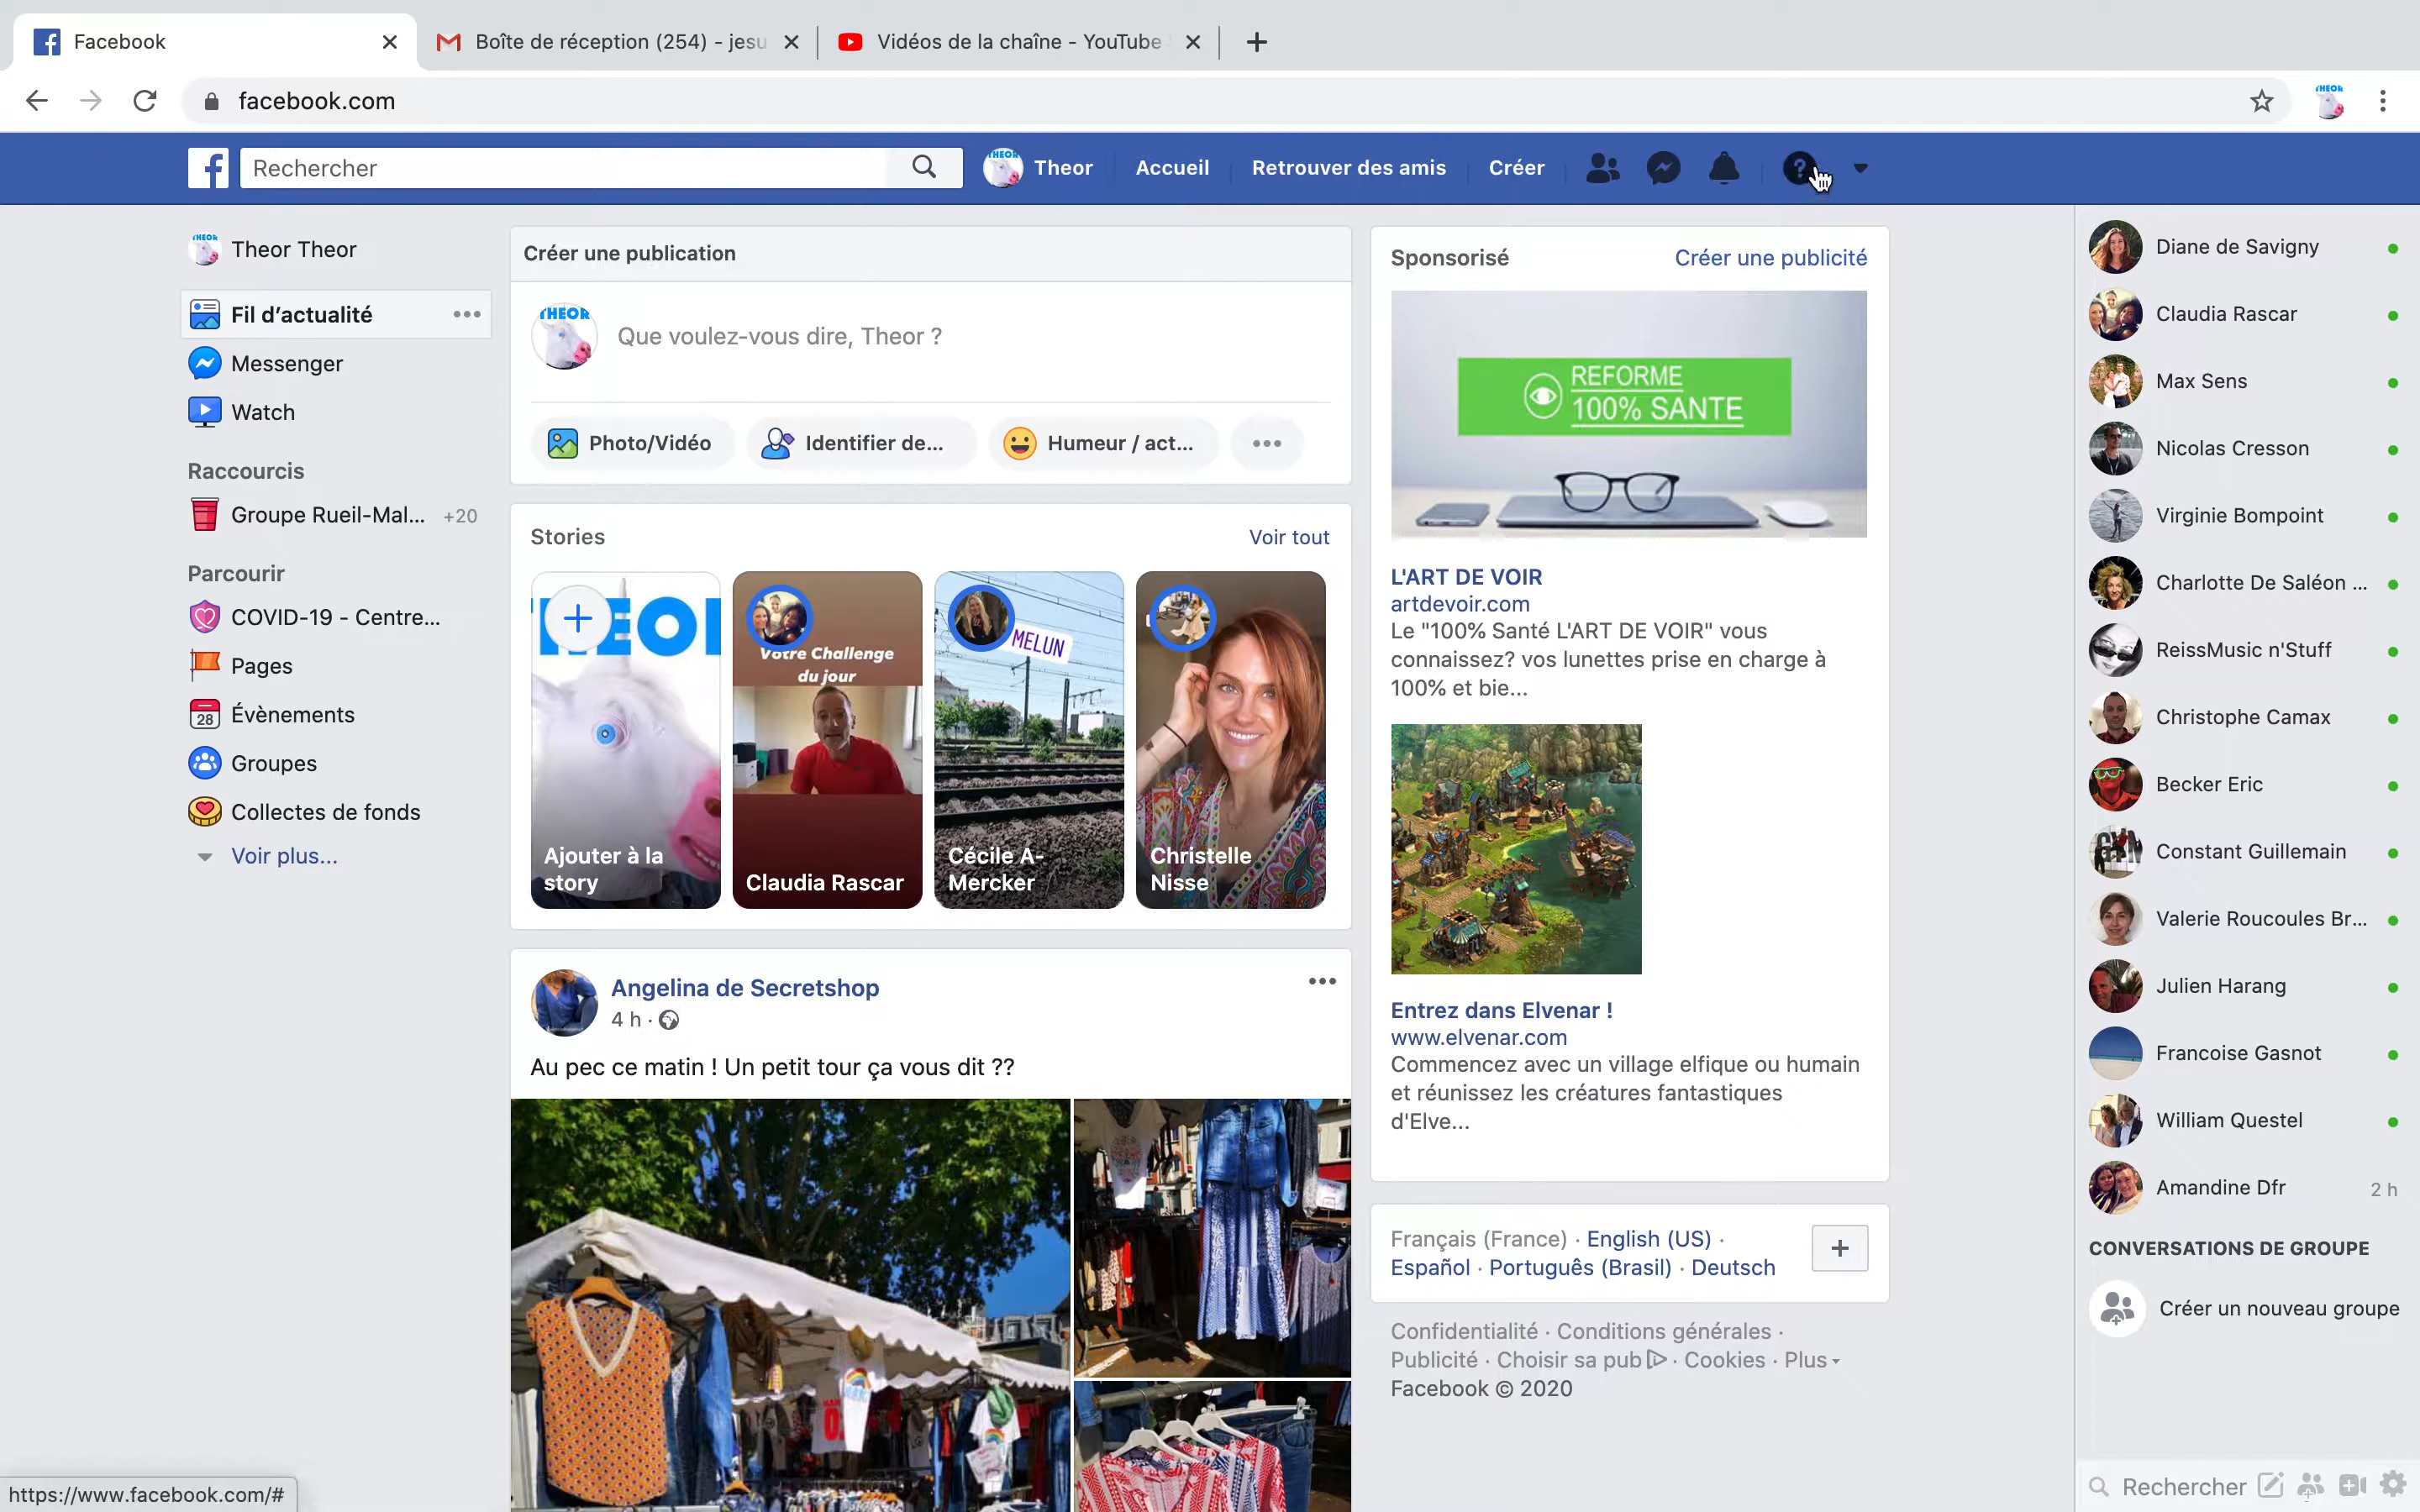 Facebook
Boîte de réception (254) - jesu
Vidéos de la chaîne - YouTube
facebook.com
Rechercher
Theor
Accueil
Retrouver des amis
Créer
Theor Theor
Fil d'actualité
Messenger
Watch
Raccourcis
Groupe Rueil-Mal... +20
Parcourir
COVID-19 - Centre...
Pages
28
Évènements
Groupes
Collectes de fonds
Voir plus...
Créer une publication
THEOR
Que voulez-vous dire, Theor ?
Photo/Vidéo
Identifier de...
Humeur / act...
Stories
Voir tout
Ajouter à la
story
Votre Challenge
du jour
Claudia Rascar
MELUN
Cécile A-
Mercker
Christelle
Nisse
Angelina de Secretshop
4 h ·
Au pec ce matin ! Un petit tour ça vous dit ??
Sponsorisé
Créer une publicité
REFORME
100% SANTE
L'ART DE VOIR
artdevoir.com
Le "100% Santé L'ART DE VOIR" vous
connaissez? vos lunettes prise en charge à
100% et bie...
Entrez dans Elvenar !
www.elvenar.com
Commencez avec un village elfique ou humain
et réunissez les créatures fantastiques
d'Elve...
Français (France) · English (US) ·
Español · Português (Brasil) · Deutsch
Confidentialité · Conditions générales ·
Publicité · Choisir sa pub · Cookies · Plus
Facebook © 2020
Diane de Savigny
Claudia Rascar
Max Sens
Nicolas Cresson
Virginie Bompoint
Charlotte De Saléon ...
ReissMusic n'Stuff
Christophe Camax
Becker Eric
Constant Guillemain
Valerie Roucoules Br...
Julien Harang
Francoise Gasnot
William Questel
Amandine Dfr 2 h
CONVERSATIONS DE GROUPE
Créer un nouveau groupe
Rechercher
https://www.facebook.com/#